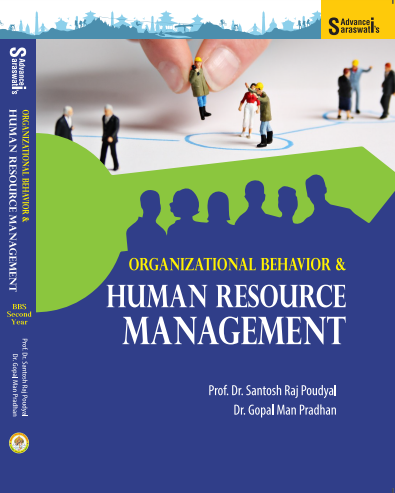 Advance
Saraswati's
ORGANIZATIONAL BEHAVIOR &
HUMAN RESOURCE
MANAGEMENT
Prof. Dr. Santosh Raj Poudyal
Dr. Gopal Man Pradhan
Advance
Saraswati's
ORGANIZATIONAL BEHAVIOR &
HUMAN RESOURCE MANAGEMENT
BBS
Second
Year
Prof. Dr. Santosh Raj Poudyal
Dr. Gopal Man Pradhan